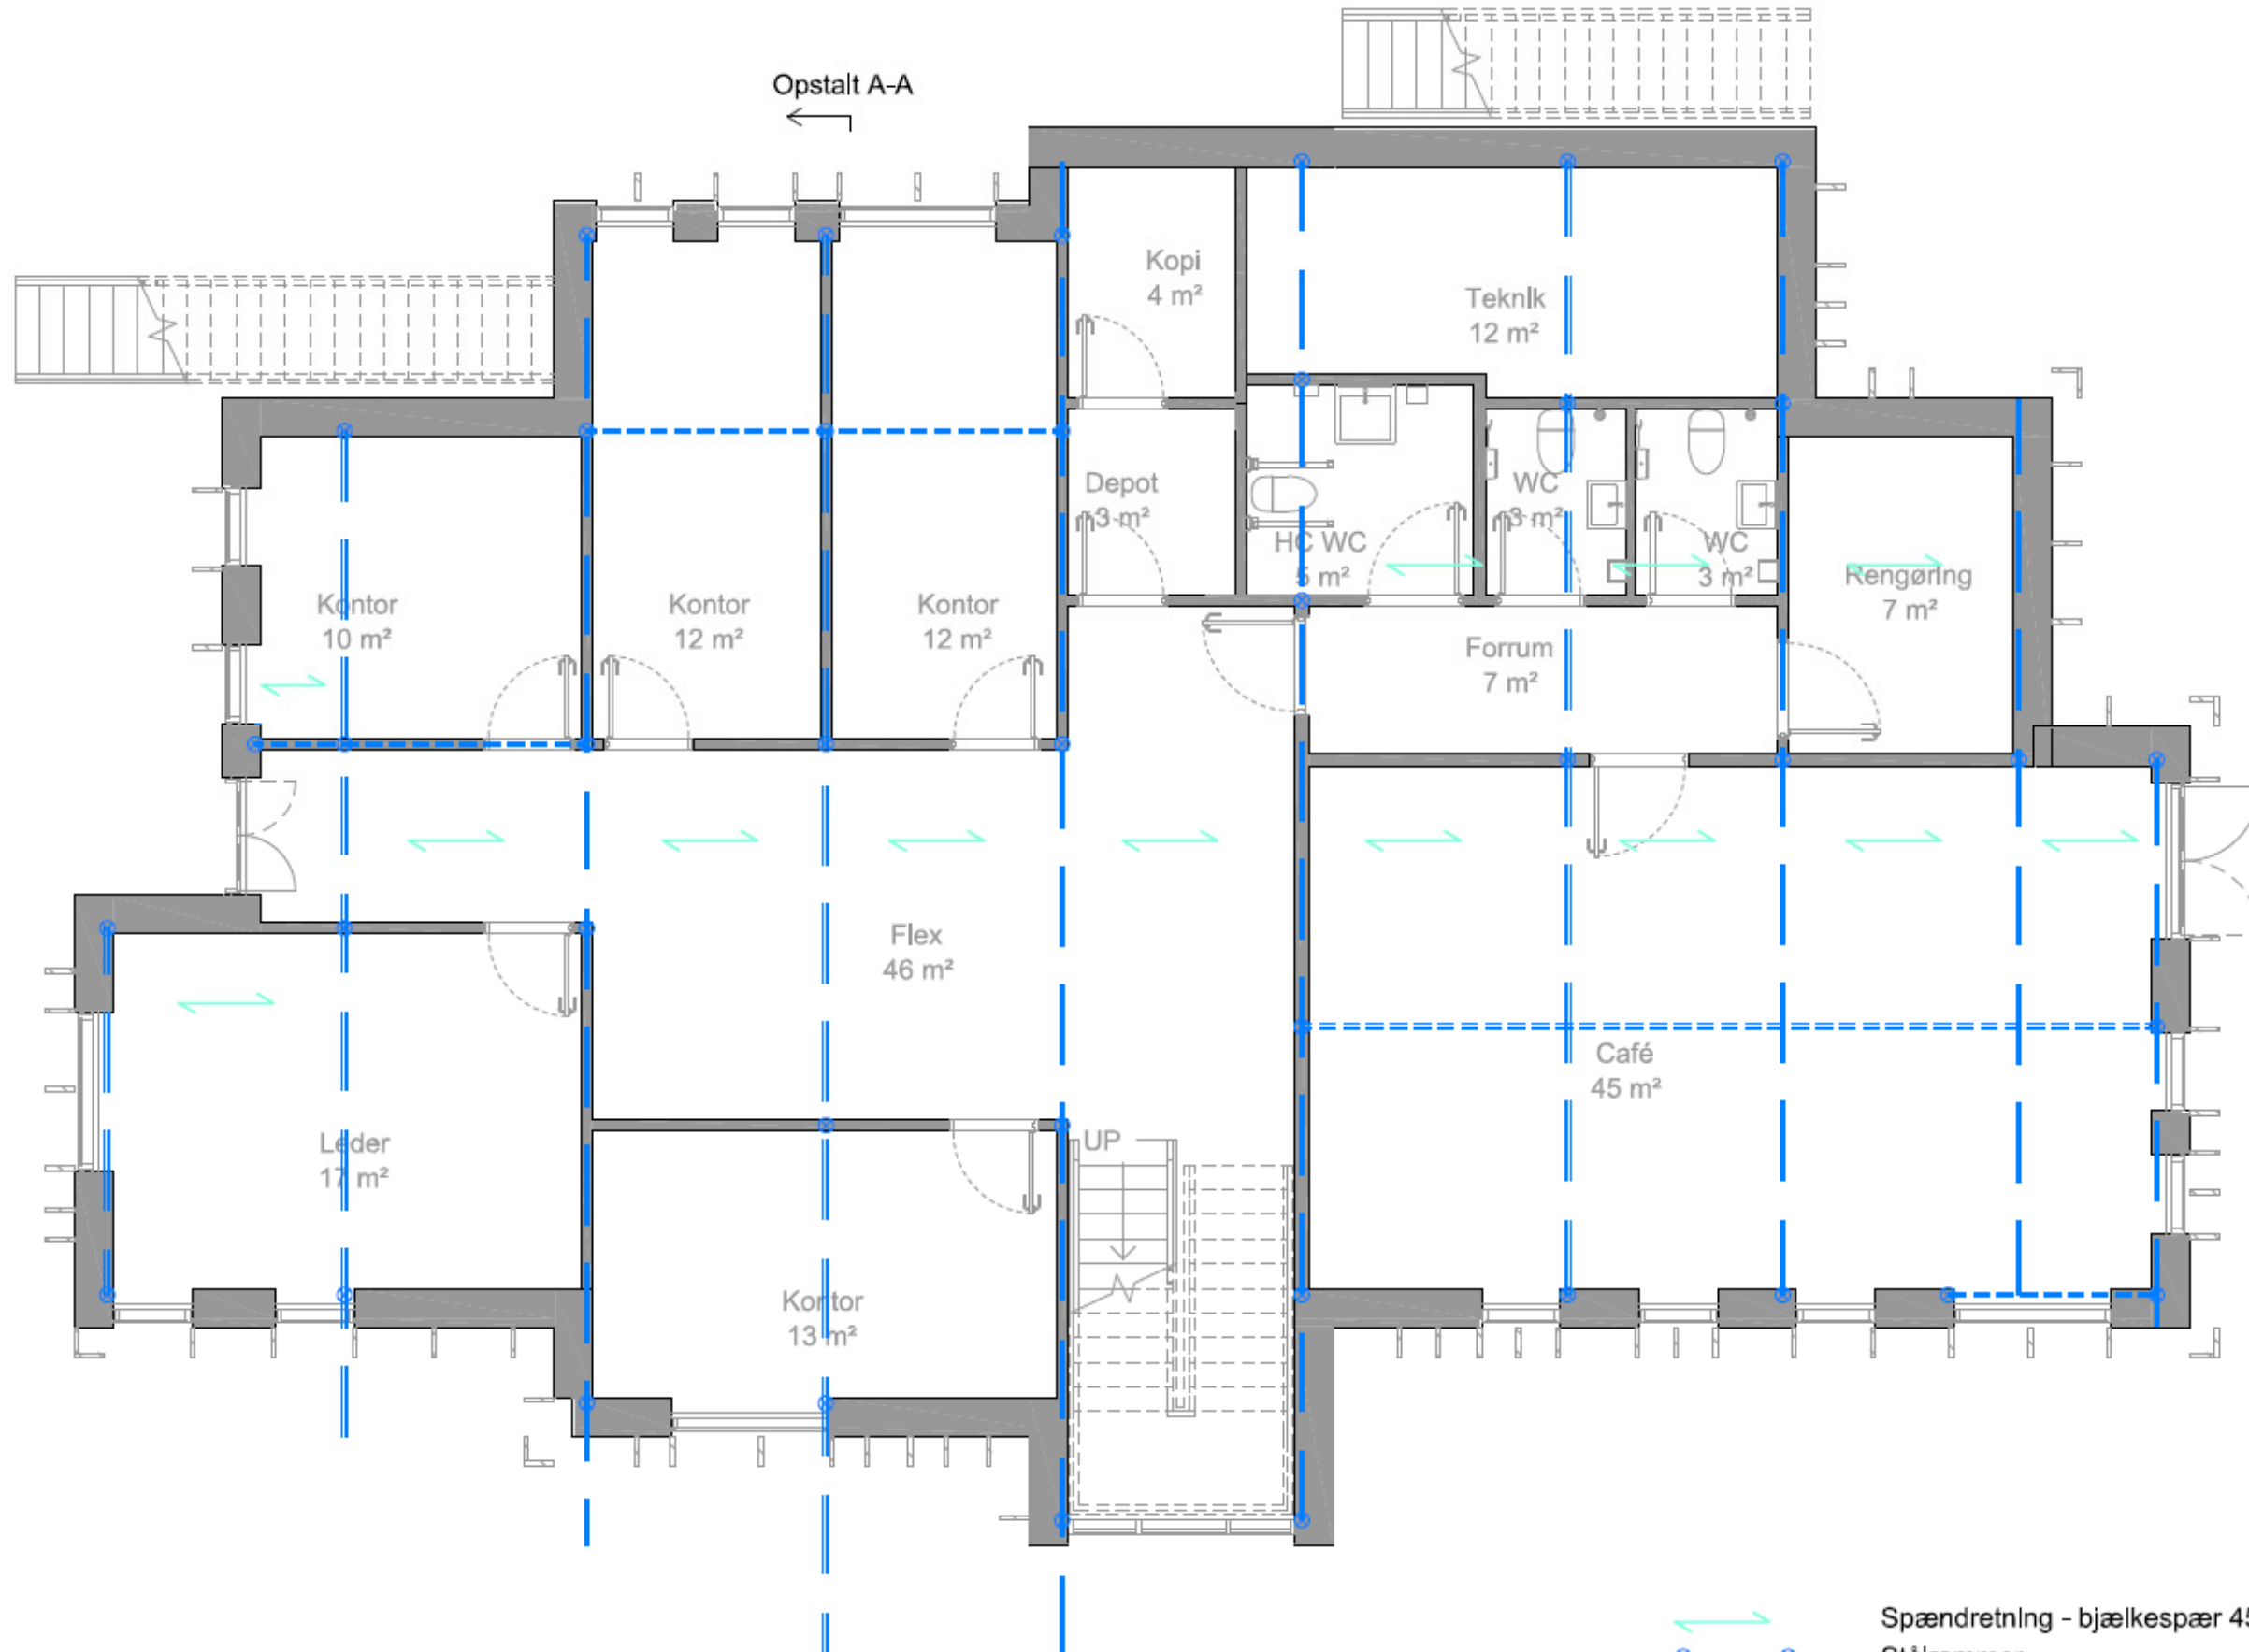 Opstalt A-A
Kopi
4 m²
Teknik
12 m²
Depot
3 m²
WC
3 m²
HC WC
5 m²
WC
3 m²
Rengøring
7 m²
Kontor
10 m²
Kontor
12 m²
Kontor
12 m²
Forrum
7 m²
Flex
46 m²
Café
45 m²
Leder
17 m²
UP
Kontor
13 m²
Spændretning - bjælkespær 45